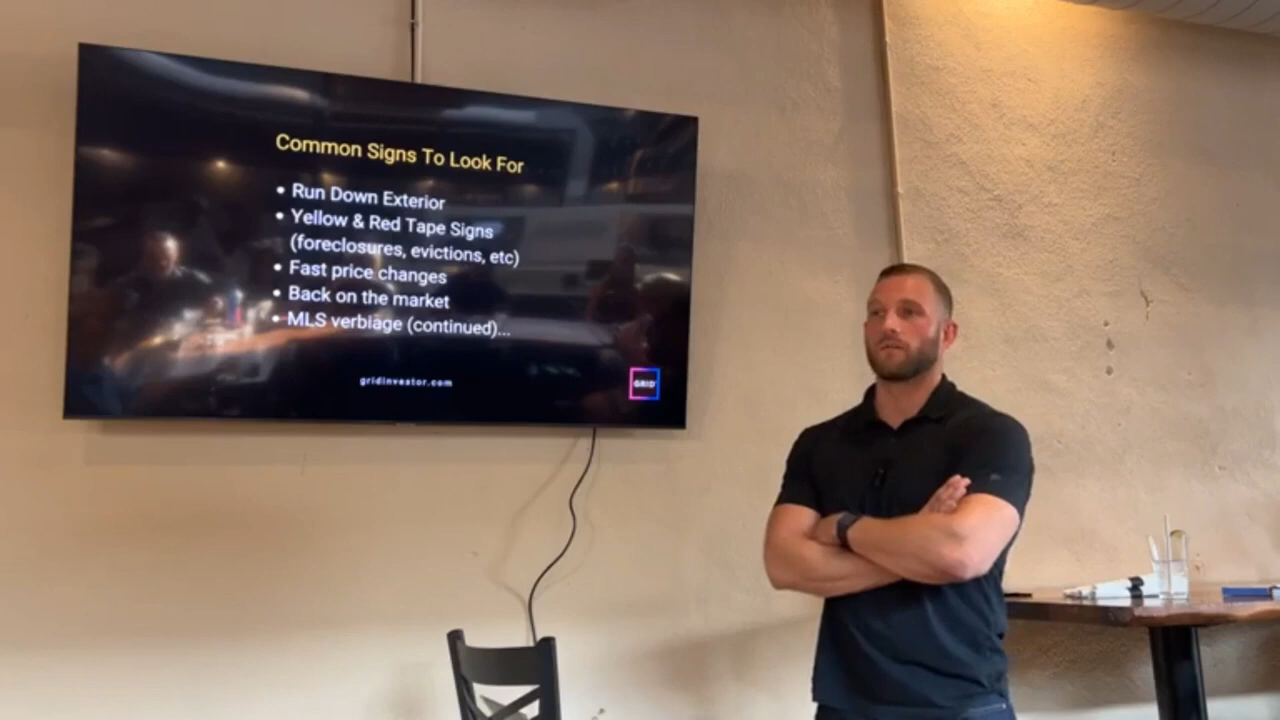 Common Signs To Look For
• Run Down Exterior
• Yellow & Red Tape Signs
(foreclosures, evictions, etc)
• Fast price changes
• Back on the market
• MLS verbiage (continued)...
gridinvestor.com
GRID